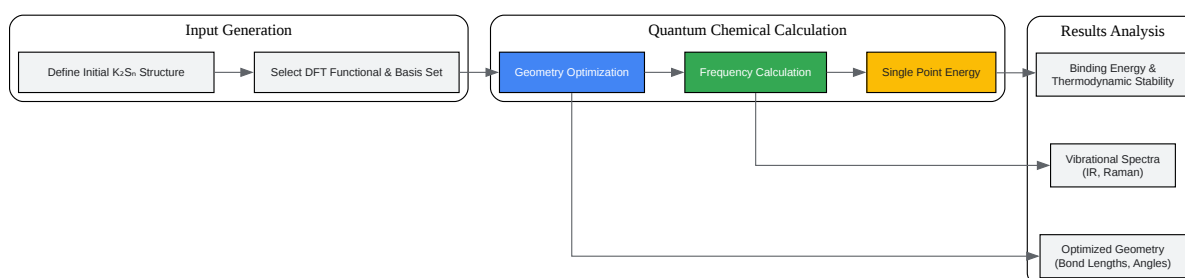 Input Generation
Define Initial K₂Sₙ Structure
Select DFT Functional & Basis Set
Quantum Chemical Calculation
Geometry Optimization
Frequency Calculation
Single Point Energy
Results Analysis
Binding Energy &
Thermodynamic Stability
Vibrational Spectra
(IR, Raman)
Optimized Geometry
(Bond Lengths, Angles)